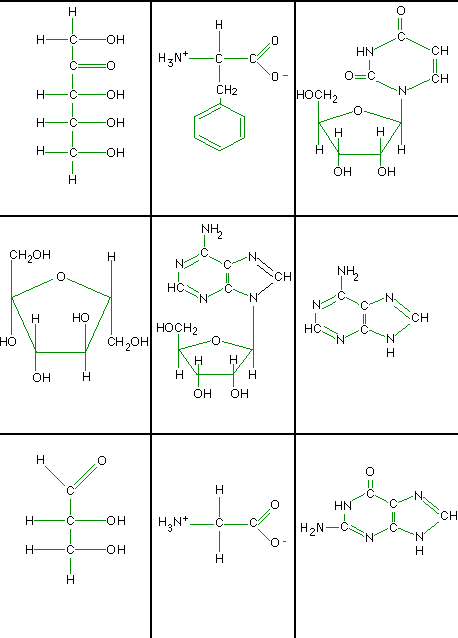 H
H C OH
C O
H C OH
H C OH
H C OH
H
H
H₃N⁺ C C O
O⁻
CH₂
O
C
HN CH
O C CH
N
HOCH₂ O
H H H H
OH OH
CH₂OH H
O
H HO
HO CH₂OH
OH H
NH₂
N C C N
HC C CH
N N
HOCH₂ O
H H H H
OH OH
NH₂
N C C N
HC C CH
N N
H
H O
C
H C OH
H C OH
H
H
H₃N⁺ C C O
O⁻
H
O
HN C C N
H₂N C C CH
N N
H